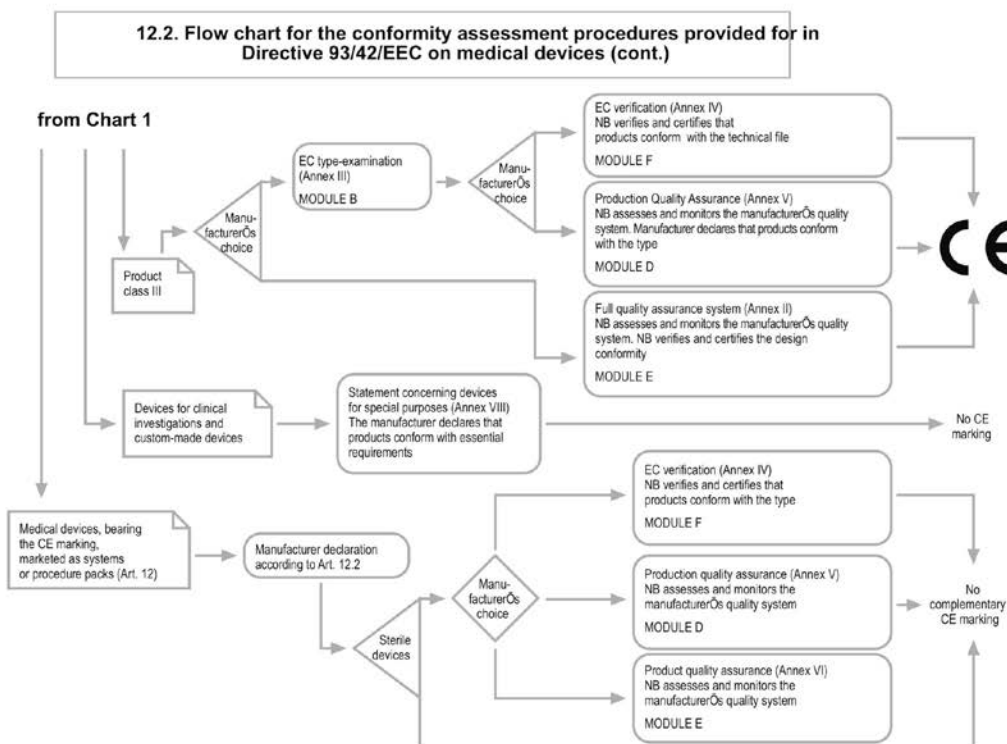 12.2. Flow chart for the conformity assessment procedures provided for in
Directive 93/42/EEC on medical devices (cont.)
from Chart 1
EC verification (Annex IV)
NB verifies and certifies that
products conform with the technical file
MODULE F
EC type-examination
(Annex III)
MODULE B
Manu-
facturerÕs
choice
Production Quality Assurance (Annex V)
NB assesses and monitors the manufacturerÕs quality
system. Manufacturer declares that products conform
with the type
MODULE D
Manu-
facturerÕs
choice
CE
Product
class III
Full quality assurance system (Annex II)
NB assesses and monitors the manufacturerÕs quality
system. NB verifies and certifies the design
conformity
MODULE E
Devices for clinical
investigations and
custom-made devices
Statement concerning devices
for special purposes (Annex VIII)
The manufacturer declares that
products conform with essential
requirements
No CE
marking
EC verification (Annex IV)
NB verifies and certifies that
products conform with the type
MODULE F
Medical devices, bearing
the CE marking,
marketed as systems
or procedure packs (Art. 12)
Manufacturer declaration
according to Art. 12.2
Manu-
facturerÕs
choice
Production quality assurance (Annex V)
NB assesses and monitors the
manufacturerÕs quality system
MODULE D
No
complementary
CE marking
Sterile
devices
Product quality assurance (Annex VI)
NB assesses and monitors the
manufacturerÕs quality system
MODULE E